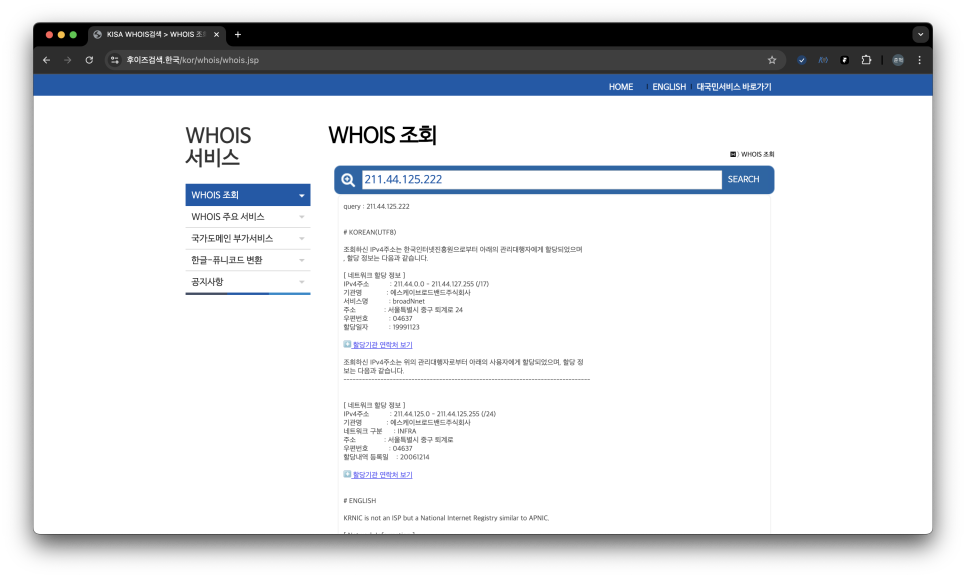 KISA WHOIS검색 > WHOIS 조
후이즈검색.한국/kor/whois/whois.jsp
HOME
ENGLISH
대국민서비스 바로가기
WHOIS
서비스
WHOIS 조회
WHOIS 주요 서비스
국가도메인 부가서비스
한글-퓨니코드 변환
공지사항
WHOIS 조회
> WHOIS 조회
211.44.125.222
SEARCH
query : 211.44.125.222
# KOREAN(UTF8)
조회하신 IPv4주소는 한국인터넷진흥원으로부터 아래의 관리대행자에게 할당되었으며
, 할당 정보는 다음과 같습니다.
[ 네트워크 할당 정보 ]
IPv4주소 : 211.44.0.0 - 211.44.127.255 (/17)
기관명 : 에스케이브로드밴드주식회사
서비스명 : broadNnet
주소 : 서울특별시 중구 퇴계로 24
우편번호 : 04637
할당일자 : 19991123
할당기관 연락처 보기
조회하신 IPv4주소는 위의 관리대행자로부터 아래의 사용자에게 할당되었으며, 할당 정
보는 다음과 같습니다.
--------------------------------------------------------------------------------
[ 네트워크 할당 정보 ]
IPv4주소 : 211.44.125.0 - 211.44.125.255 (/24)
기관명 : 에스케이브로드밴드주식회사
네트워크 구분 : INFRA
주소 : 서울특별시 중구 퇴계로
우편번호 : 04637
할당내역 등록일 : 20061214
할당기관 연락처 보기
# ENGLISH
KRNIC is not an ISP but a National Internet Registry similar to APNIC.